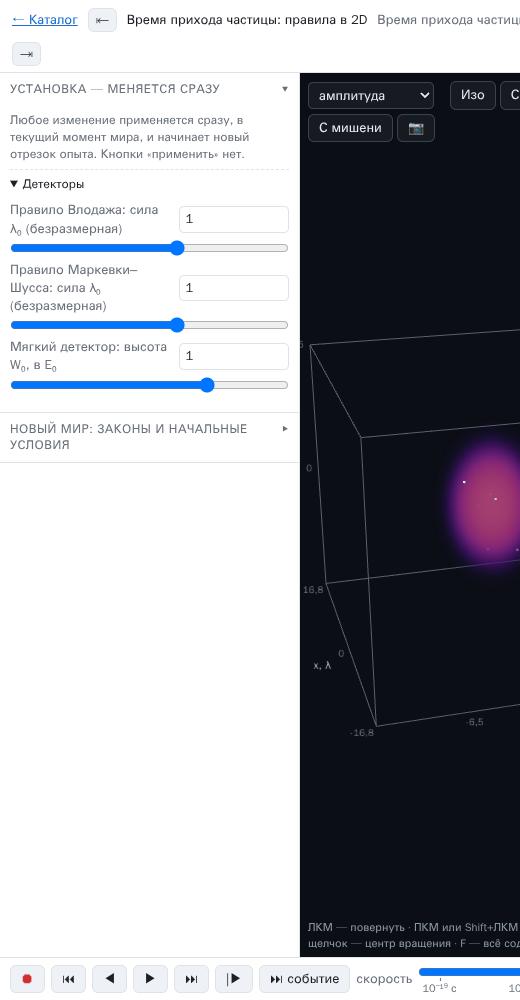 ← Каталог ⇤ Время прихода частицы: правила в 2D Время прихода частиц
⇥
УСТАНОВКА — МЕНЯЕТСЯ СРАЗУ
Любое изменение применяется сразу, в
текущий момент мира, и начинает новый
отрезок опыта. Кнопки «применить» нет.
Детекторы
Правило Влодажа: сила
λ₀ (безразмерная)
1
Правило Маркевки–
Шусса: сила λ₀
(безразмерная)
1
Мягкий детектор: высота
W₀, в E₀
1
НОВЫЙ МИР: ЗАКОНЫ И НАЧАЛЬНЫЕ
УСЛОВИЯ
амплитуда Изо
С мишени
0
16,8
0
x, λ
-16,8
-6,5
ЛКМ — повернуть · ПКМ или Shift+ЛКМ
щелчок — центр вращения · F — всё сод
событие скорость
10⁻¹⁹ с